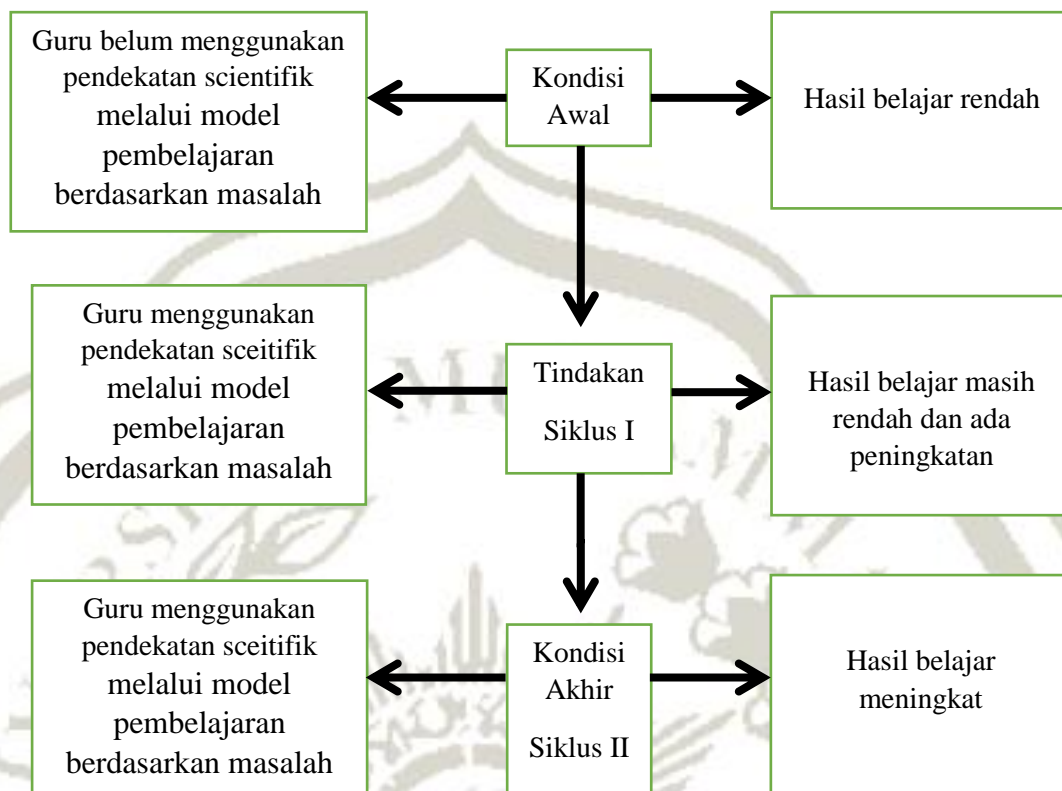 Guru belum menggunakan
pendekatan scientifik
melalui model
pembelajaran
berdasarkan masalah
Kondisi
Awal
Hasil belajar rendah
Guru menggunakan
pendekatan sceitifik
melalui model
pembelajaran
berdasarkan masalah
Tindakan
Siklus I
Hasil belajar masih
rendah dan ada
peningkatan
Guru menggunakan
pendekatan sceitifik
melalui model
pembelajaran
berdasarkan masalah
Kondisi
Akhir
Siklus II
Hasil belajar
meningkat